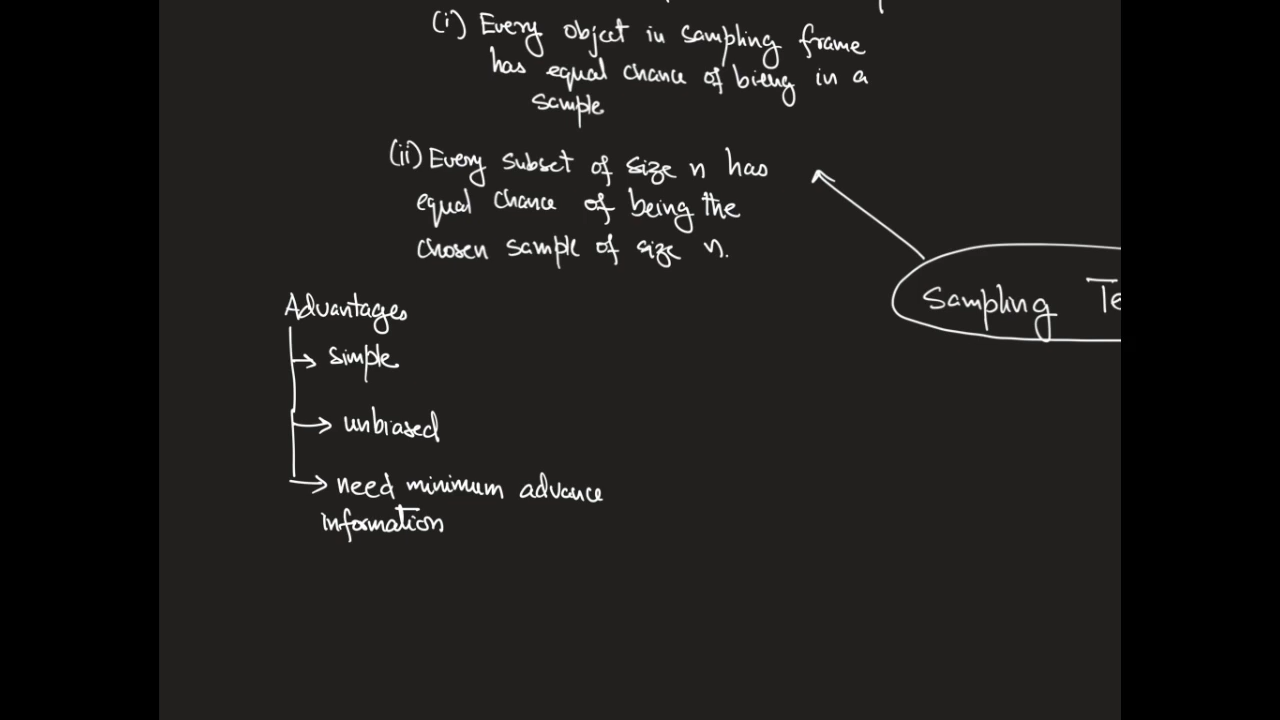 (i) Every object in sampling frame
has equal chance of bieng in a
sample
(ii) Every subset of size n has
equal chance of being the
chosen sample of size n.
Sampling Te
Advantages
simple
unbiased
need minimum advance
information